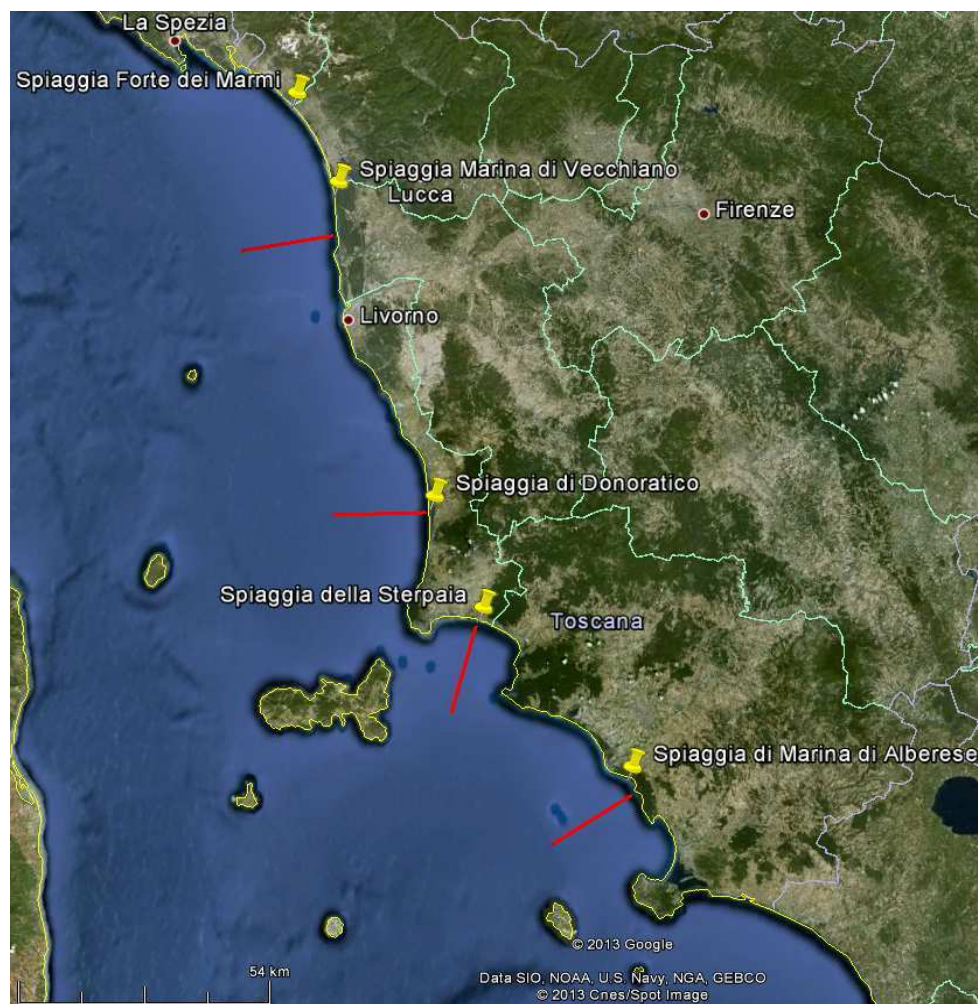 La Spezia
Spiaggia Forte dei Marmi
Spiaggia Marina di Vecchiano
Lucca
Firenze
Livorno
Spiaggia di Donoratico
Spiaggia della Sterpaia
Toscana
Spiaggia di Marina di Alberese
© 2013 Google
54 km
Data SIO, NOAA, U.S. Navy, NGA, GEBCO
© 2013 Cnes/Spot Image